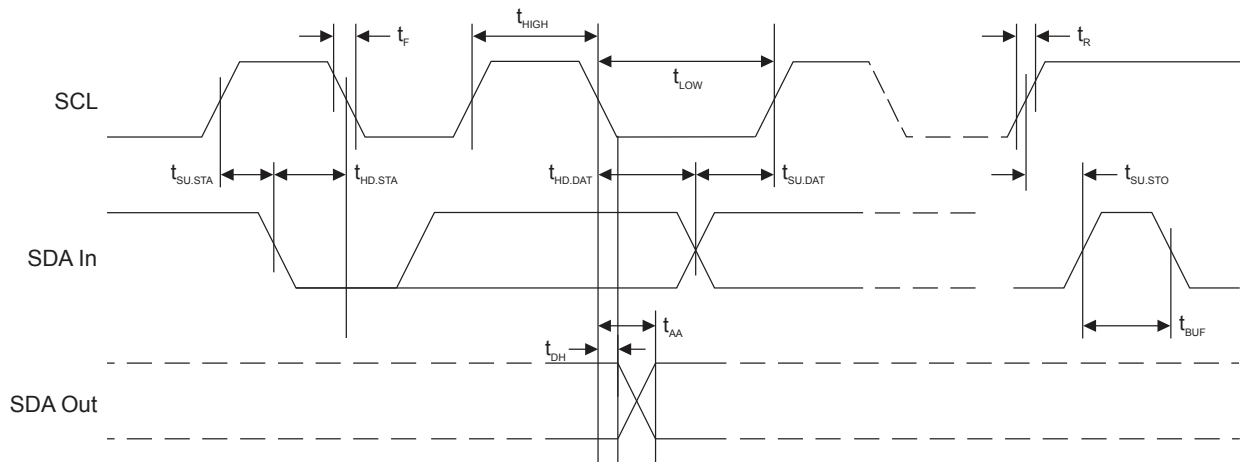 tF
tHIGH
tR
tLOW
SCL
tSU.STA
tHD.STA
tHD.DAT
tSU.DAT
tSU.STO
SDA In
tAA
tBUF
tDH
SDA Out